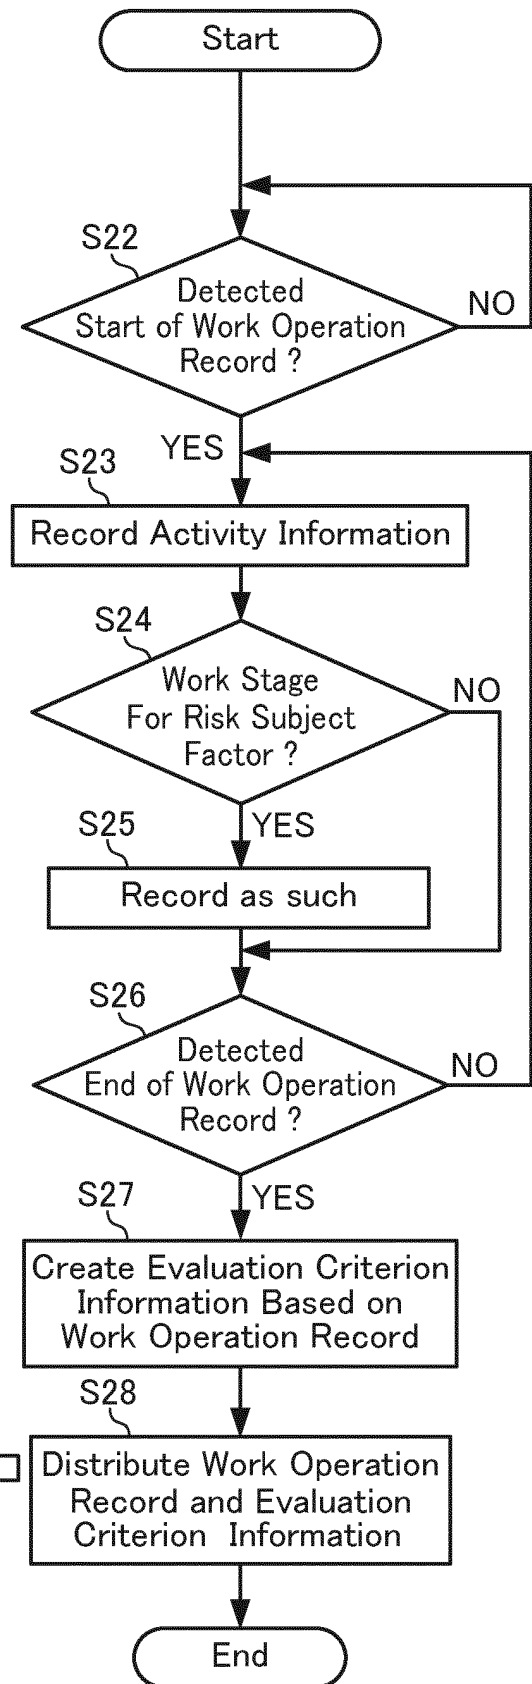 Start
S22
Detected
Start of Work Operation
Record ?
NO
YES
S23
Record Activity Information
S24
Work Stage
For Risk Subject
Factor ?
NO
YES
S25
Record as such
S26
Detected
End of Work Operation
Record ?
NO
YES
S27
Create Evaluation Criterion
Information Based on
Work Operation Record
S28
Distribute Work Operation
Record and Evaluation
Criterion Information
End